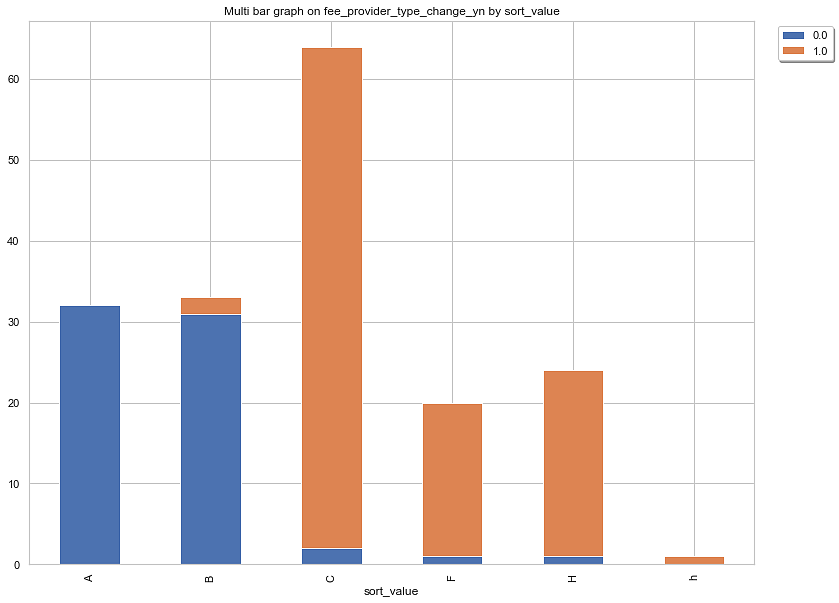 Multi bar graph on fee_provider_type_change_yn by sort_value
0.0
1.0
60
50
40
30
20
10
0
A
B
C
F
H
h
sort_value